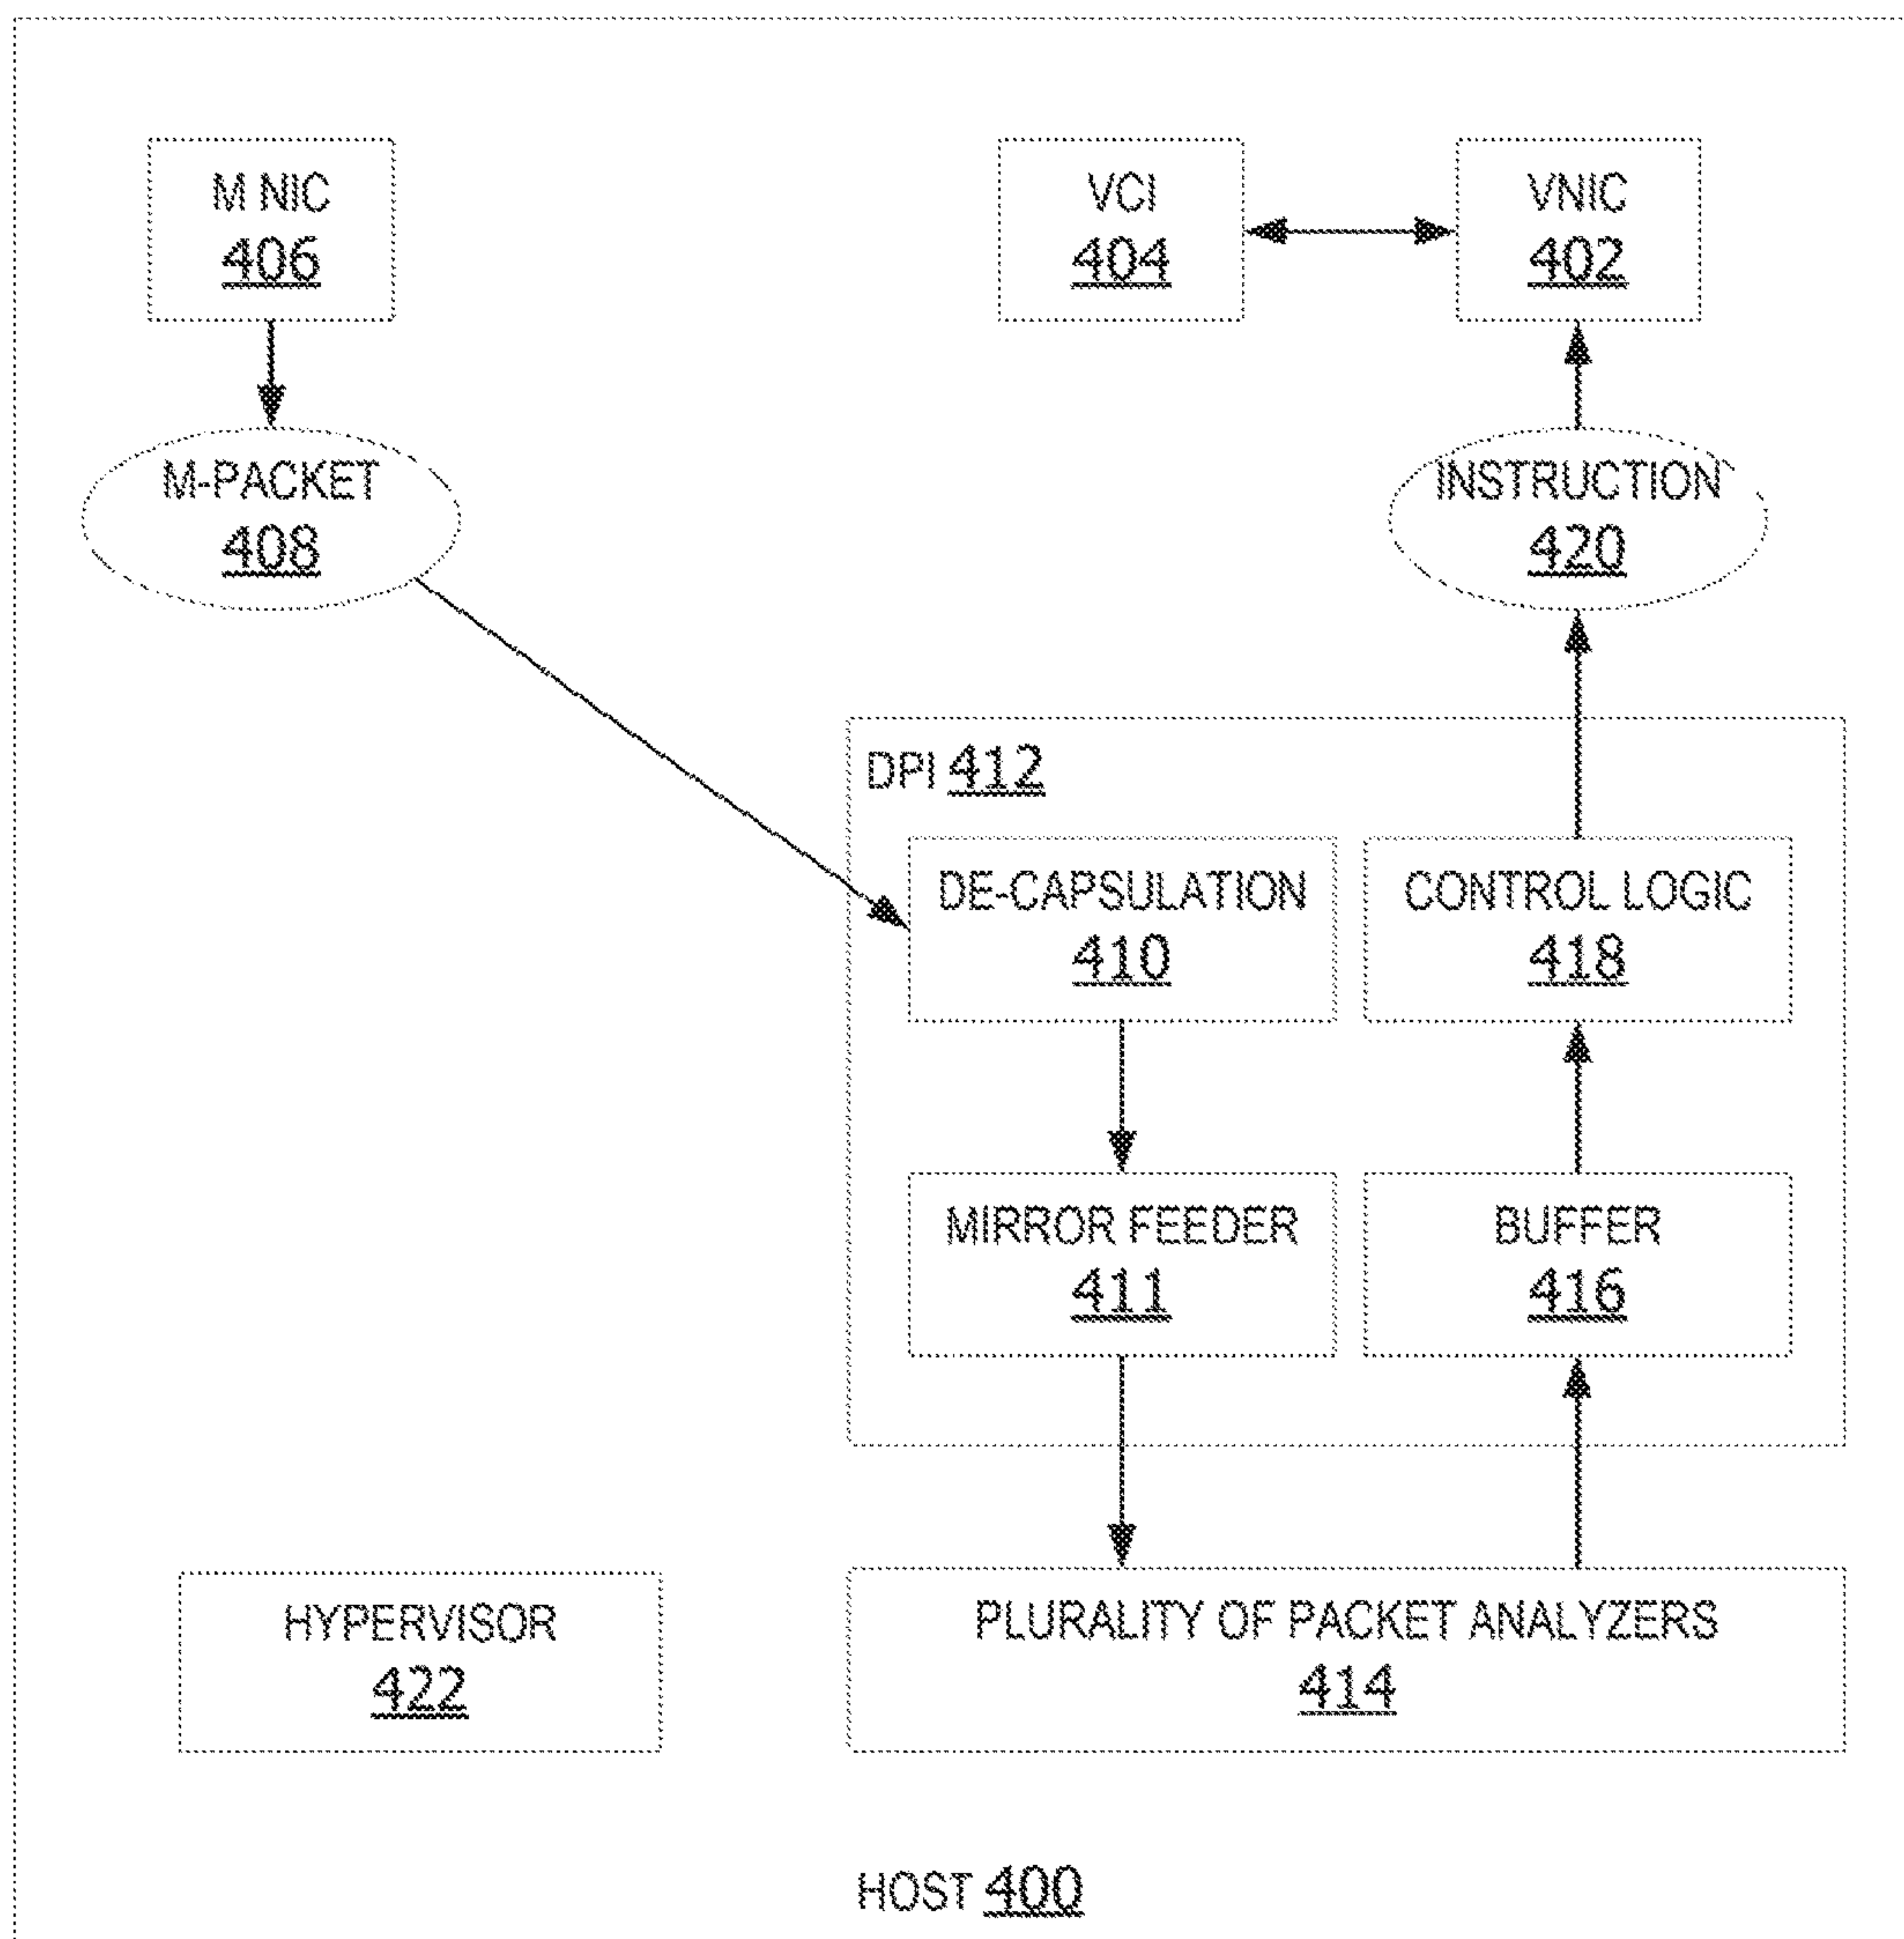 M NIC
406
VCI
404
VNIC
402
M-PACKET
408
INSTRUCTION
420
DPI 412
DE-CAPSULATION
410
CONTROL LOGIC
418
MIRROR FEEDER
411
BUFFER
416
HYPERVISOR
422
PLURALITY OF PACKET ANALYZERS
414
HOST 400